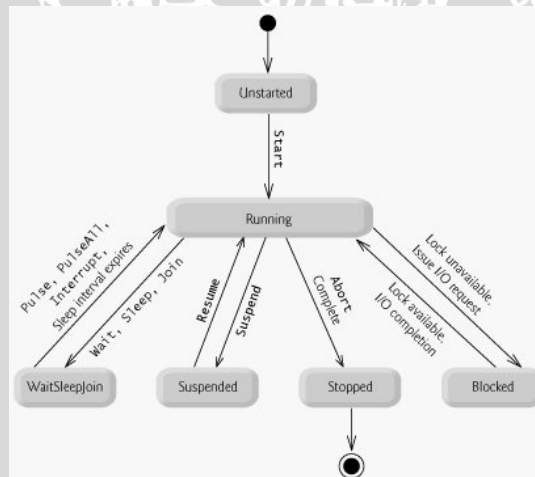 Unstarted
Start
Running
Pulse, PulseAll,
Interrupt,
Sleep interval expires
Wait, Sleep, Join
Resume
Suspend
Abort
Complete
Lock unavailable,
Issue I/O request
Lock available,
I/O completion
WaitSleepJoin
Suspended
Stopped
Blocked